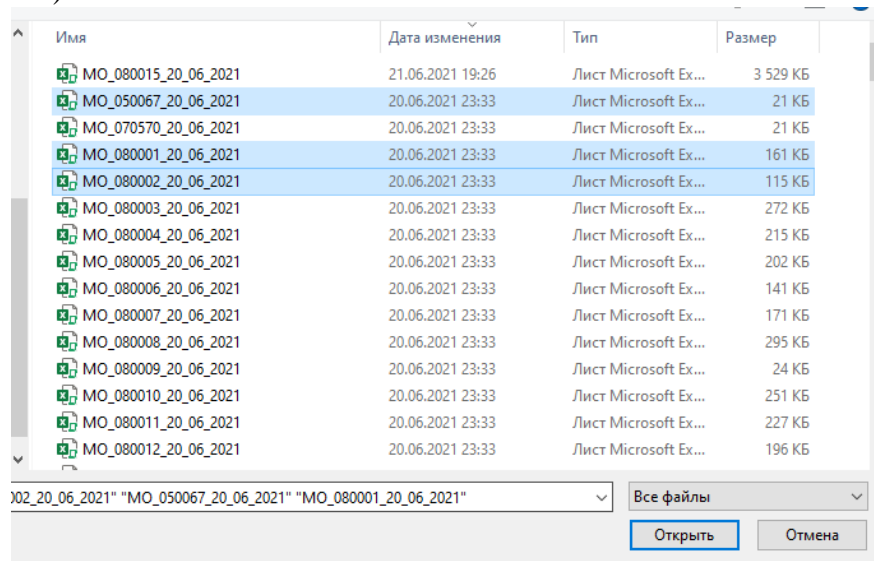 Имя Дата изменения Тип Размер
MO_080015_20_06_2021 21.06.2021 19:26 Лист Microsoft Ex... 3 529 КБ
MO_050067_20_06_2021 20.06.2021 23:33 Лист Microsoft Ex... 21 КБ
MO_070570_20_06_2021 20.06.2021 23:33 Лист Microsoft Ex... 21 КБ
MO_080001_20_06_2021 20.06.2021 23:33 Лист Microsoft Ex... 161 КБ
MO_080002_20_06_2021 20.06.2021 23:33 Лист Microsoft Ex... 115 КБ
MO_080003_20_06_2021 20.06.2021 23:33 Лист Microsoft Ex... 272 КБ
MO_080004_20_06_2021 20.06.2021 23:33 Лист Microsoft Ex... 215 КБ
MO_080005_20_06_2021 20.06.2021 23:33 Лист Microsoft Ex... 202 КБ
MO_080006_20_06_2021 20.06.2021 23:33 Лист Microsoft Ex... 141 КБ
MO_080007_20_06_2021 20.06.2021 23:33 Лист Microsoft Ex... 171 КБ
MO_080008_20_06_2021 20.06.2021 23:33 Лист Microsoft Ex... 295 КБ
MO_080009_20_06_2021 20.06.2021 23:33 Лист Microsoft Ex... 24 КБ
MO_080010_20_06_2021 20.06.2021 23:33 Лист Microsoft Ex... 251 КБ
MO_080011_20_06_2021 20.06.2021 23:33 Лист Microsoft Ex... 227 КБ
MO_080012_20_06_2021 20.06.2021 23:33 Лист Microsoft Ex... 196 КБ
002_20_06_2021" "MO_050067_20_06_2021" "MO_080001_20_06_2021" Все файлы
Открыть Отмена